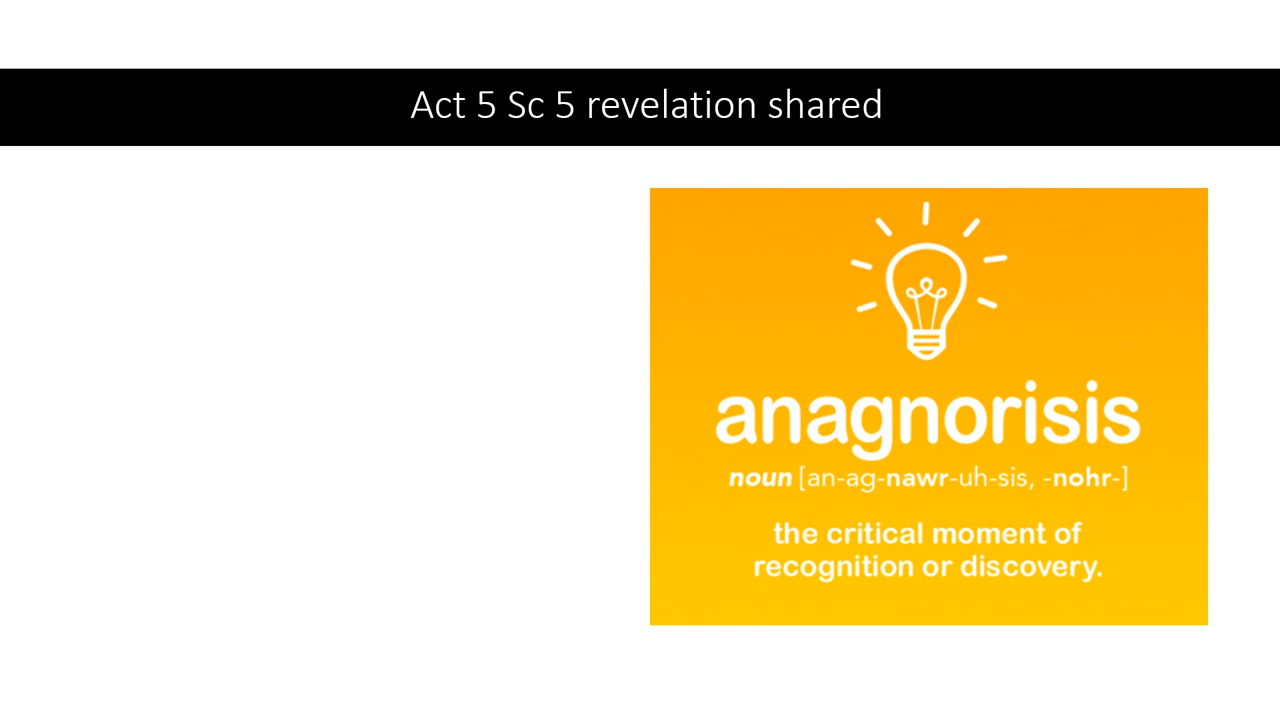 Act 5 Sc 5 revelation shared
anagnorisis
noun [an-ag-nawr-uh-sis, -nohr-]
the critical moment of
recognition or discovery.